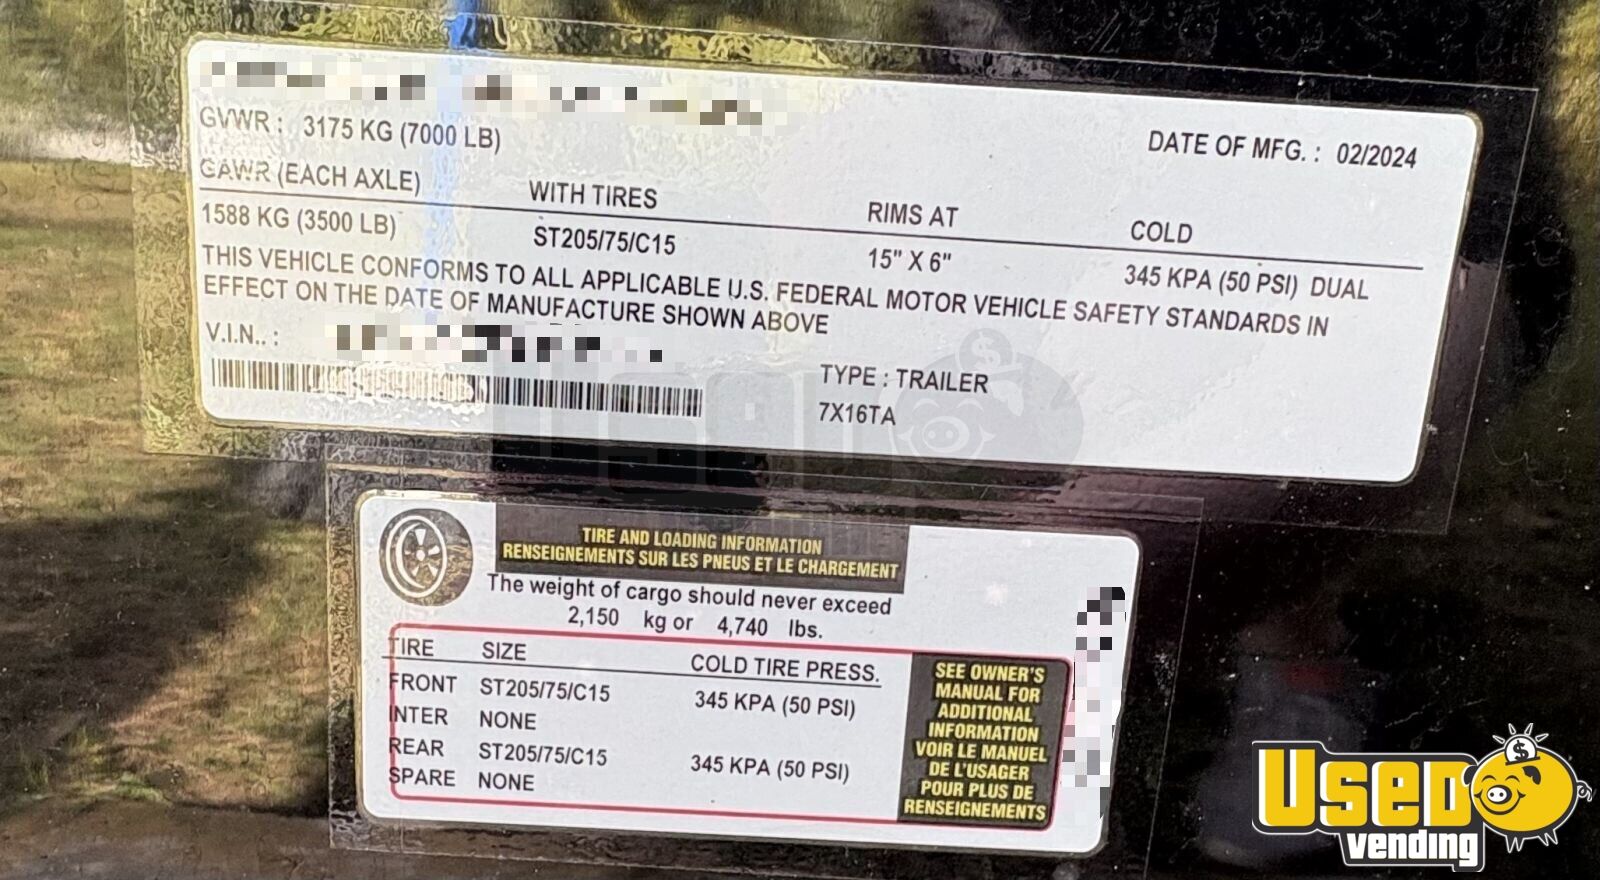 GVWR : 3175 KG (7000 LB)
DATE OF MFG. : 02/2024
GAWR (EACH AXLE) WITH TIRES RIMS AT COLD
1588 KG (3500 LB) ST205/75/C15 15" X 6" 345 KPA (50 PSI) DUAL
THIS VEHICLE CONFORMS TO ALL APPLICABLE U.S. FEDERAL MOTOR VEHICLE SAFETY STANDARDS IN
EFFECT ON THE DATE OF MANUFACTURE SHOWN ABOVE
V.I.N.. :
TYPE : TRAILER
7X16TA
TIRE AND LOADING INFORMATION
RENSEIGNEMENTS SUR LES PNEUS ET LE CHARGEMENT
The weight of cargo should never exceed
2,150 kg or 4,740 lbs.
TIRE SIZE COLD TIRE PRESS.
FRONT ST205/75/C15 345 KPA (50 PSI)
INTER NONE
REAR ST205/75/C15 345 KPA (50 PSI)
SPARE NONE
SEE OWNER'S
MANUAL FOR
ADDITIONAL
INFORMATION
VOIR LE MANUEL
DE L'USAGER
POUR PLUS DE
RENSEIGNEMENTS
USED
vending